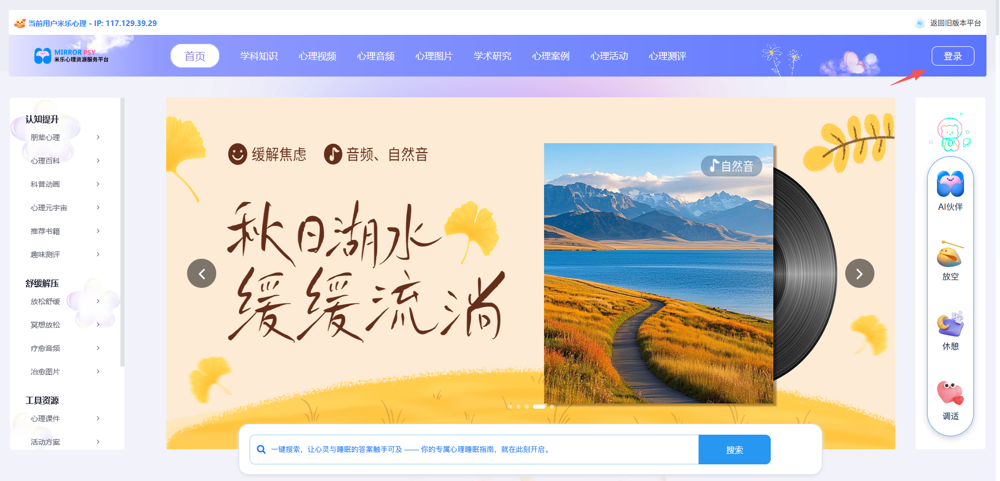 当前用户米乐心理 - IP: 117.129.39.29
返回旧版本平台
MIRROR PSY
米乐心理资源服务平台
首页
学科知识
心理视频
心理音频
心理图片
学术研究
心理案例
心理活动
心理测评
登录
认知提升
朋辈心理
心理百科
科普动画
心理元宇宙
推荐书籍
趣味测评
舒缓解压
放松舒缓
冥想放松
疗愈音频
治愈图片
工具资源
心理课件
活动方案
缓解焦虑
音频、自然音
自然音
秋日湖水
缓缓流淌
AI伙伴
放空
休憩
调适
一键搜索，让心灵与睡眠的答案触手可及 —— 你的专属心理睡眠指南，就在此刻开启。
搜索